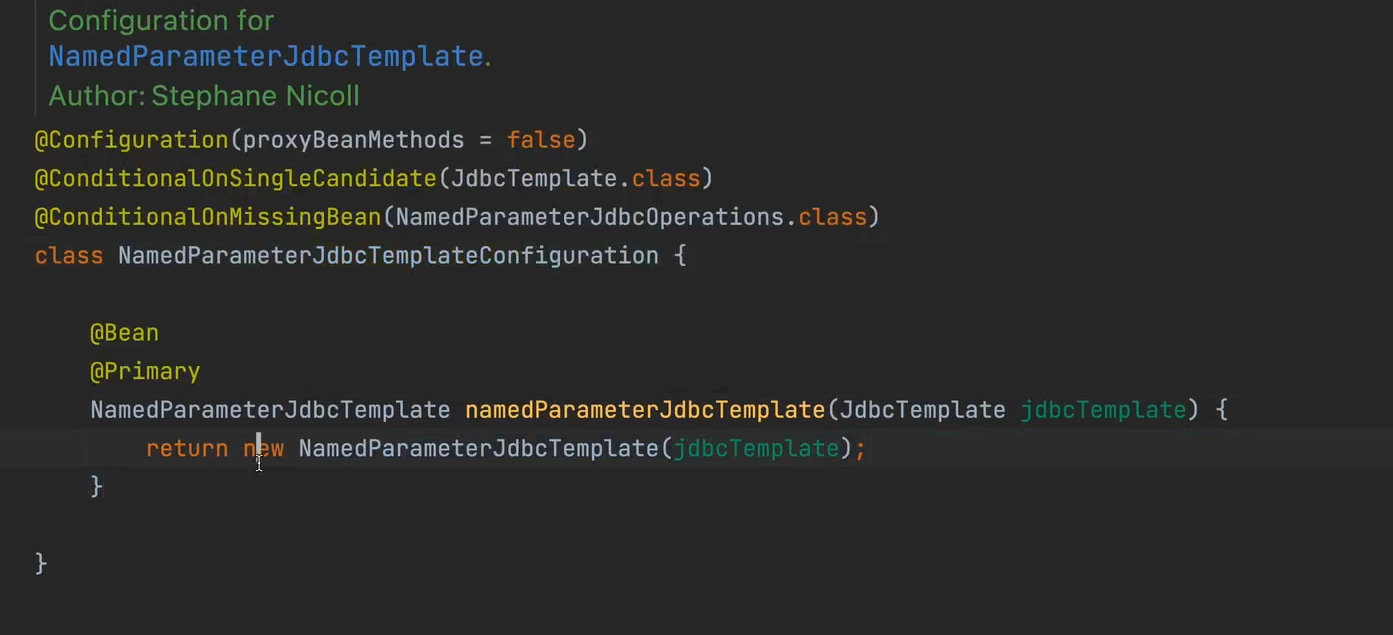 Configuration for
NamedParameterJdbcTemplate.
Author: Stephane Nicoll
@Configuration(proxyBeanMethods = false)
@ConditionalOnSingleCandidate(JdbcTemplate.class)
@ConditionalOnMissingBean(NamedParameterJdbcOperations.class)
class NamedParameterJdbcTemplateConfiguration {
@Bean
@Primary
NamedParameterJdbcTemplate namedParameterJdbcTemplate(JdbcTemplate jdbcTemplate) {
return new NamedParameterJdbcTemplate(jdbcTemplate);
}
}